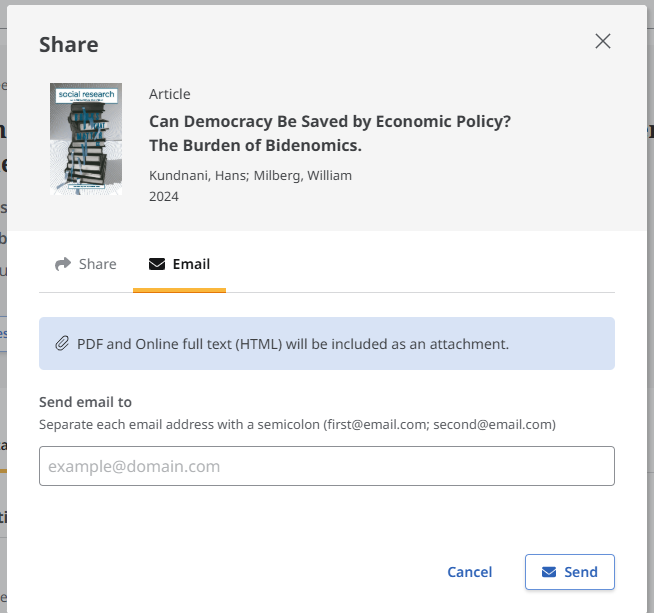 Share
social research
Article
Can Democracy Be Saved by Economic Policy?
The Burden of Bidenomics.
Kundnani, Hans; Milberg, William
2024
Share
Email
PDF and Online full text (HTML) will be included as an attachment.
Send email to
Separate each email address with a semicolon (first@email.com; second@email.com)
example@domain.com
Cancel
Send